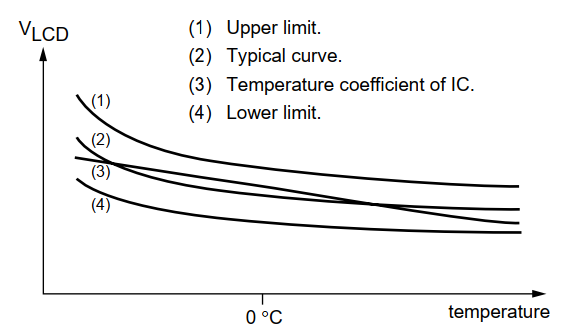 VLCD
(1) Upper limit.
(2) Typical curve.
(3) Temperature coefficient of IC.
(4) Lower limit.
(1)
(2)
(3)
(4)
0 °C
temperature